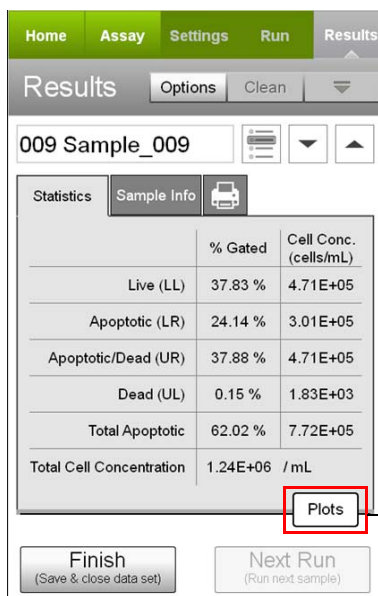 Home Assay Settings Run Results
Results Options Clean
009 Sample_009
Statistics Sample Info
% Gated Cell Conc. (cells/mL)
Live (LL) 37.83 % 4.71E+05
Apoptotic (LR) 24.14 % 3.01E+05
Apoptotic/Dead (UR) 37.88 % 4.71E+05
Dead (UL) 0.15 % 1.83E+03
Total Apoptotic 62.02 % 7.72E+05
Total Cell Concentration 1.24E+06 / mL
Plots
Finish Next Run
(Save & close data set) (Run next sample)